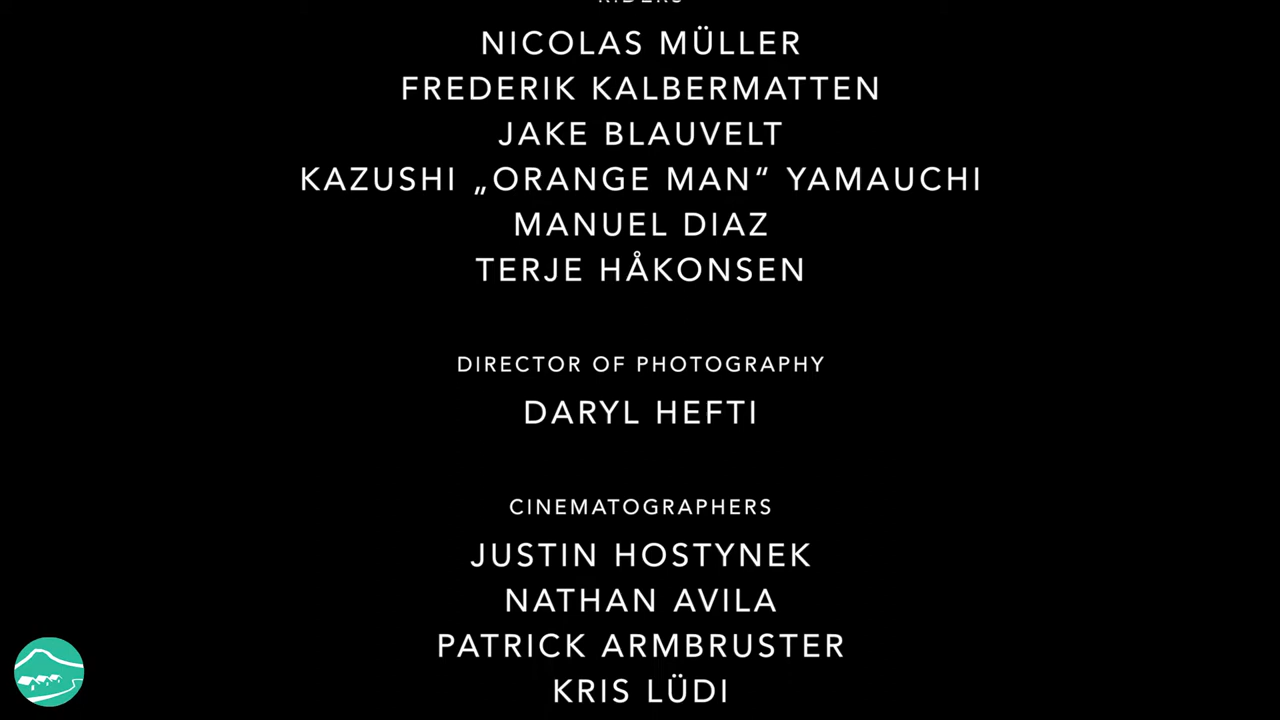 RIDERS
NICOLAS MÜLLER
FREDERIK KALBERMATTEN
JAKE BLAUVELT
KAZUSHI „ORANGE MAN“ YAMAUCHI
MANUEL DIAZ
TERJE HÅKONSEN
DIRECTOR OF PHOTOGRAPHY
DARYL HEFTI
CINEMATOGRAPHERS
JUSTIN HOSTYNEK
NATHAN AVILA
PATRICK ARMBRUSTER
KRIS LÜDI